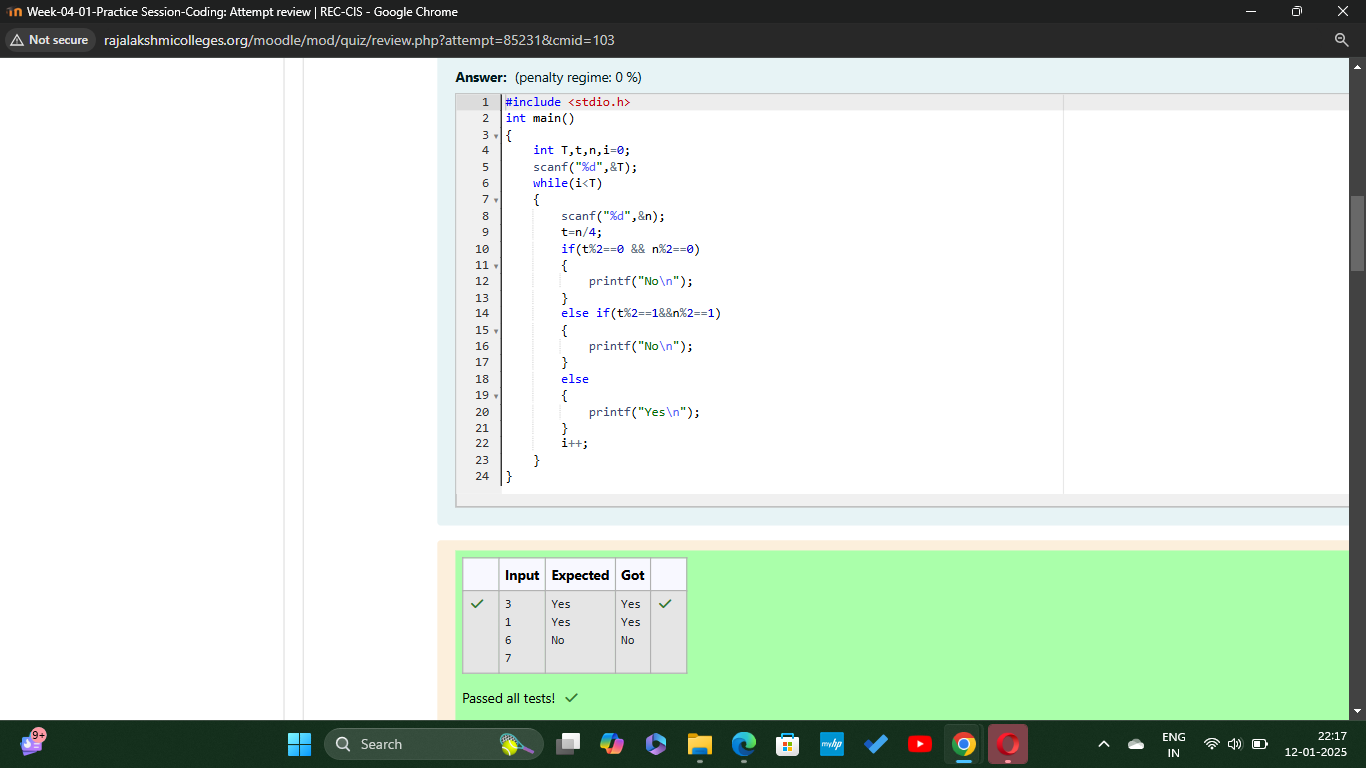 Week-04-01-Practice Session-Coding: Attempt review | REC-CIS - Google Chrome
Not secure rajalakshmicolleges.org/moodle/mod/quiz/review.php?attempt=85231&cmid=103
Answer: (penalty regime: 0 %)
1 #include <stdio.h>
2 int main()
3 {
4     int T,t,n,i=0;
5     scanf("%d",&T);
6     while(i<T)
7     {
8         scanf("%d",&n);
9         t=n/4;
10         if(t%2==0 && n%2==0)
11         {
12             printf("No\n");
13         }
14         else if(t%2==1&&n%2==1)
15         {
16             printf("No\n");
17         }
18         else
19         {
20             printf("Yes\n");
21         }
22         i++;
23     }
24 }
Input Expected Got
3 Yes Yes
1 Yes Yes
6 No No
7
Passed all tests!
9+
Search
myhp
ENG
IN
22:17
12-01-2025